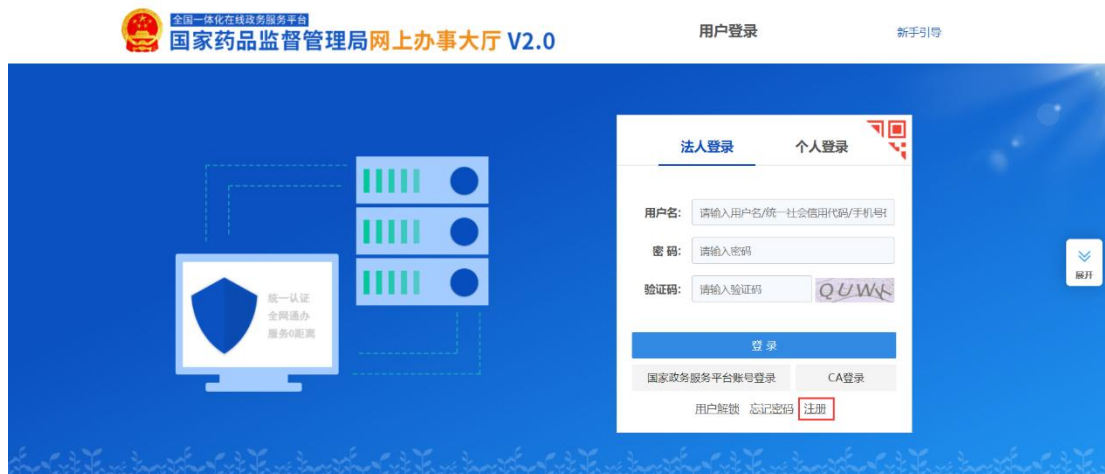 全国一体化在线政务服务平台
国家药品监督管理局网上办事大厅 V2.0
用户登录
新手引导
法人登录
个人登录
用户名:
请输入用户名/统一社会信用代码/手机号
密 码:
请输入密码
验证码:
请输入验证码
登 录
国家政务服务平台账号登录
CA登录
用户解锁 忘记密码 注册
统一认证
全网通办
服务0距离
展开